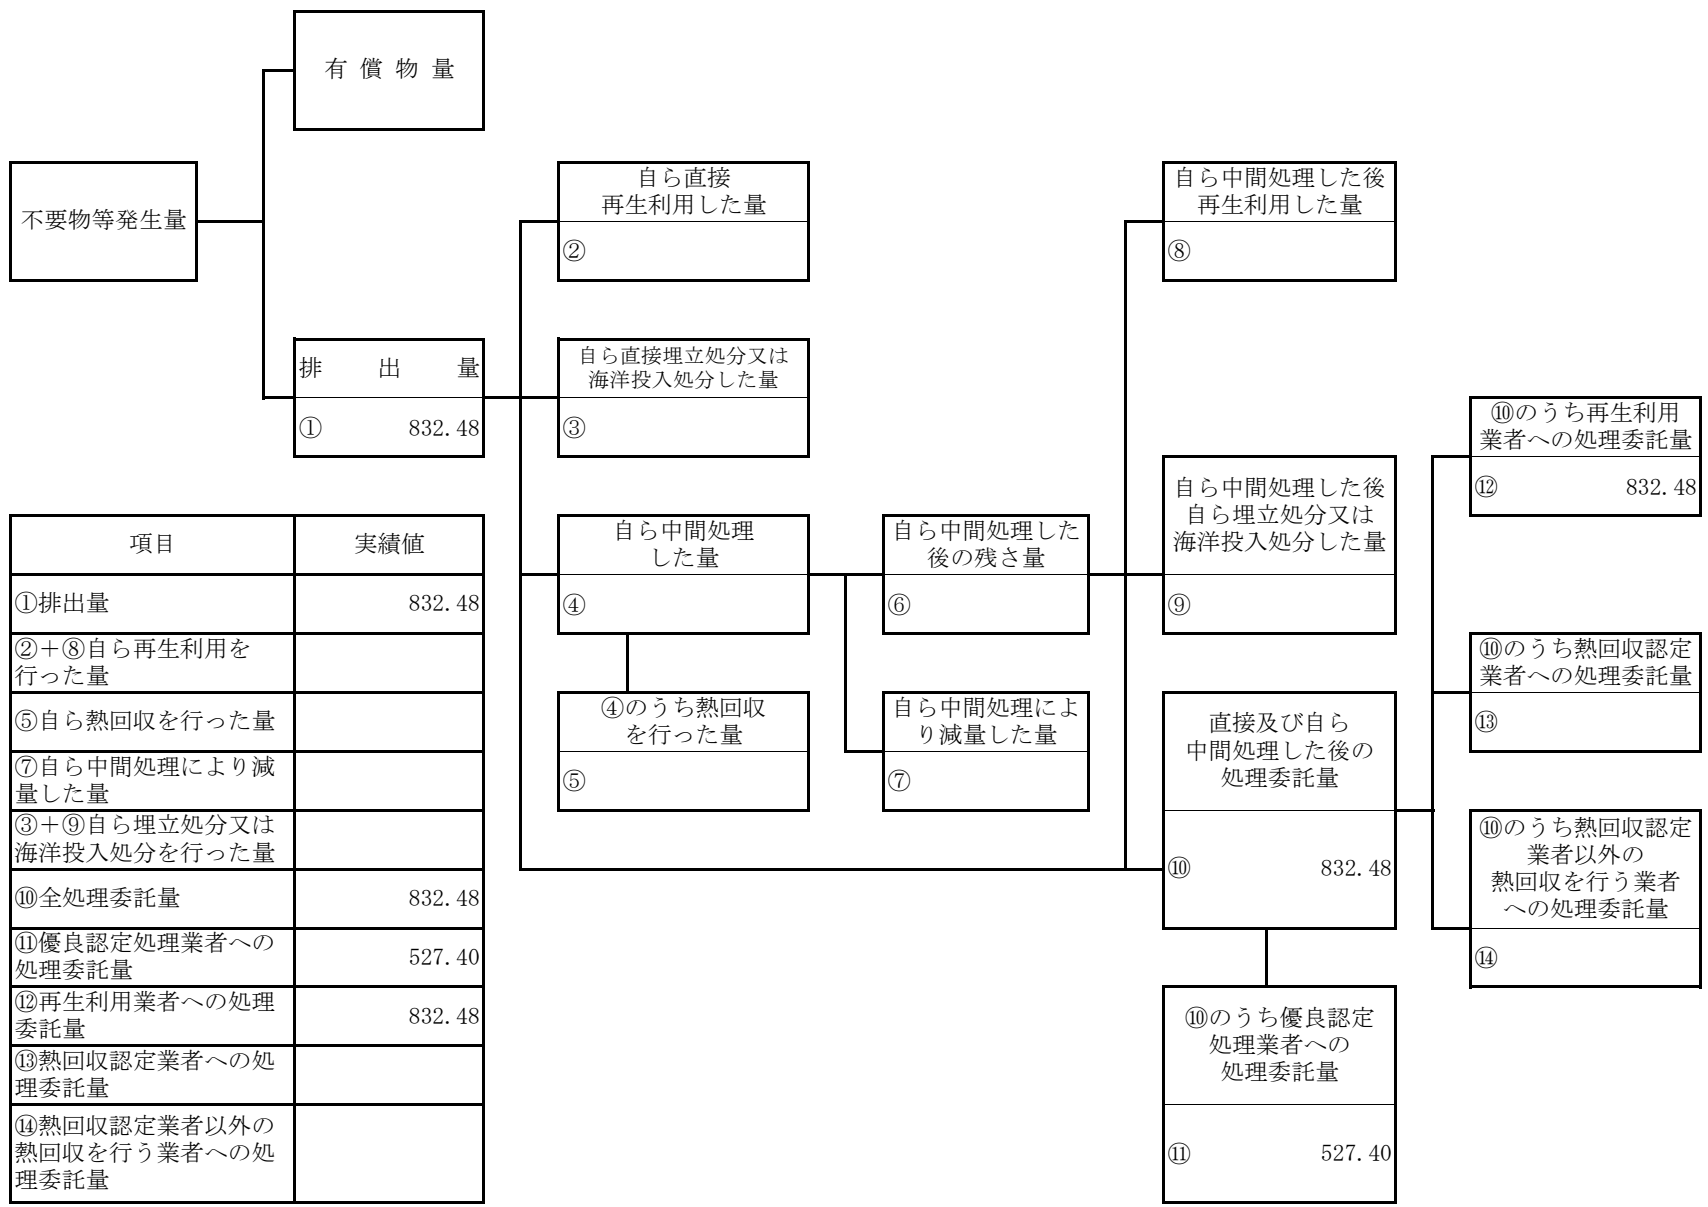 有償物量
不要物等発生量
排出量
① 832.48
自ら直接
再生利用した量
②
自ら直接埋立処分又は
海洋投入処分した量
③
自ら中間処理
した量
④
④のうち熱回収
を行った量
⑤
自ら中間処理した
後の残さ量
⑥
自ら中間処理によ
り減量した量
⑦
自ら中間処理した後
再生利用した量
⑧
自ら中間処理した後
自ら埋立処分又は
海洋投入処分した量
⑨
直接及び自ら
中間処理した後の
処理委託量
⑩ 832.48
⑩のうち優良認定
処理業者への
処理委託量
⑪ 527.40
⑩のうち再生利用
業者への処理委託量
⑫ 832.48
⑩のうち熱回収認定
業者への処理委託量
⑬
⑩のうち熱回収認定
業者以外の
熱回収を行う業者
への処理委託量
⑭
項目 実績値
①排出量 832.48
②＋⑧自ら再生利用を
行った量
⑤自ら熱回収を行った量
⑦自ら中間処理により減
量した量
③＋⑨自ら埋立処分又は
海洋投入処分を行った量
⑩全処理委託量 832.48
⑪優良認定処理業者への
処理委託量 527.40
⑫再生利用業者への処理
委託量 832.48
⑬熱回収認定業者への処
理委託量
⑭熱回収認定業者以外の
熱回収を行う業者への処
理委託量